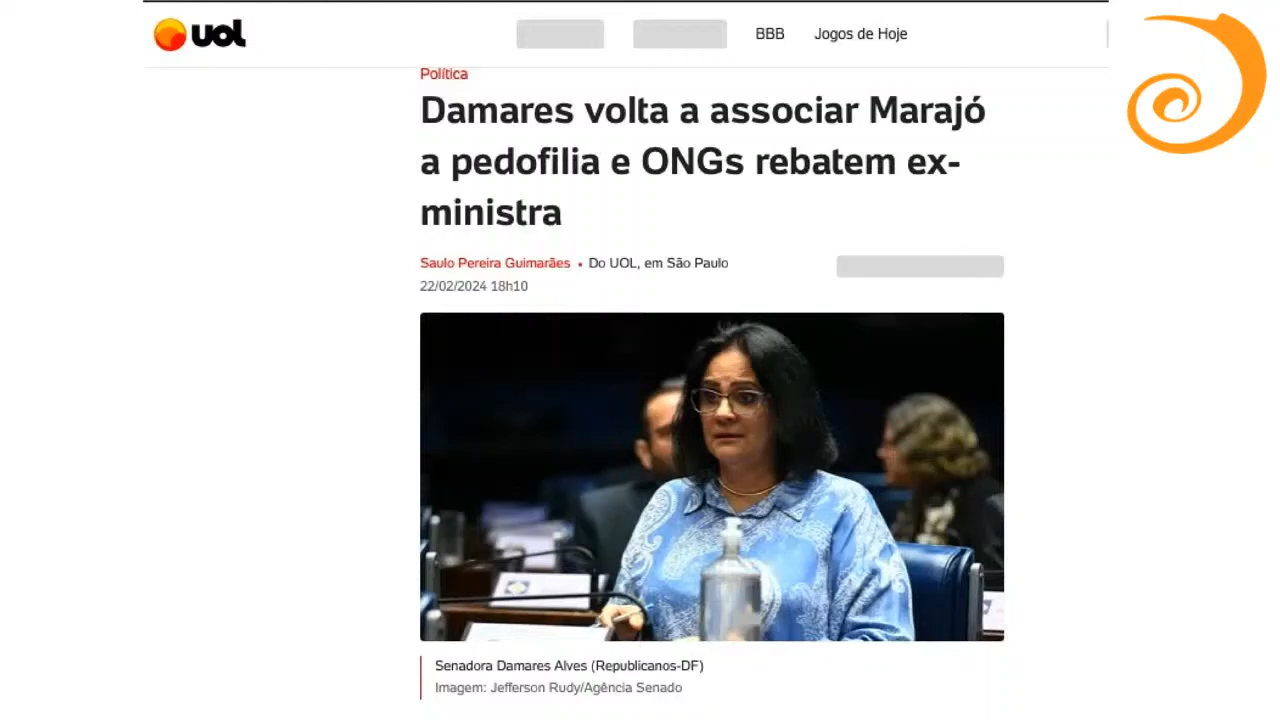 uol
BBB
Jogos de Hoje
Política
Damares volta a associar Marajó
a pedofilia e ONGs rebatem ex-
ministra
Saulo Pereira Guimarães • Do UOL, em São Paulo
22/02/2024 18h10
Senadora Damares Alves (Republicanos-DF)
Imagem: Jefferson Rudy/Agência Senado